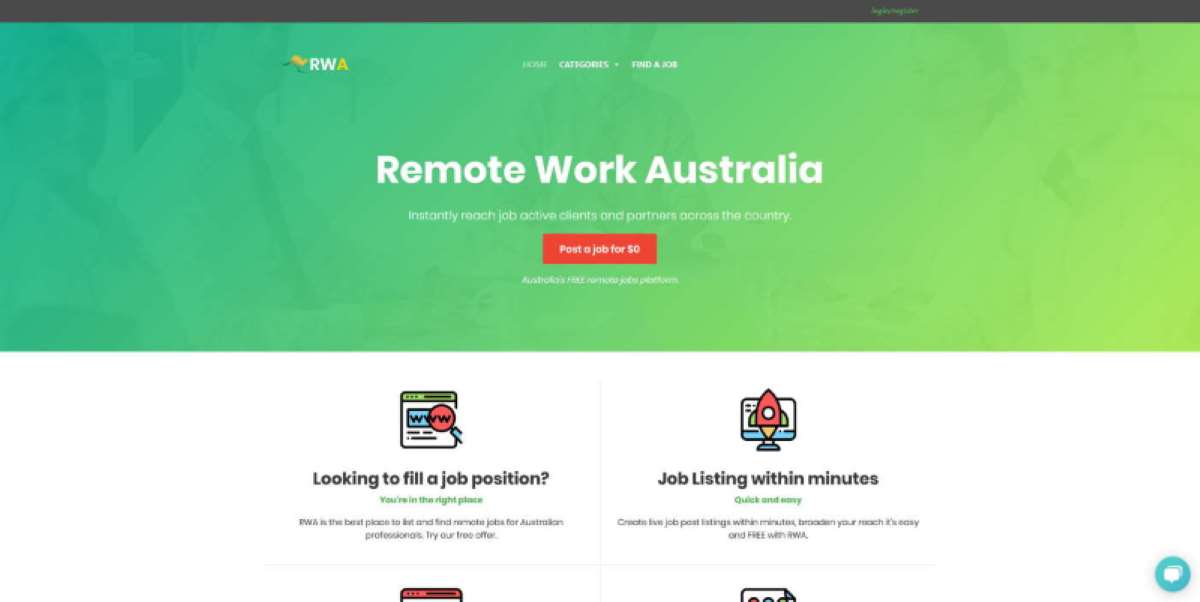 login/register
RWA
HOME CATEGORIES FIND A JOB
Remote Work Australia
Instantly reach job active clients and partners across the country.
Post a job for $0
Australia's FREE remote jobs platform.
www
Looking to fill a job position?
You're in the right place
RWA is the best place to list and find remote jobs for Australian
professionals. Try our free offer.
Job Listing within minutes
Quick and easy
Create live job post listings within minutes, broaden your reach it's easy
and FREE with RWA.